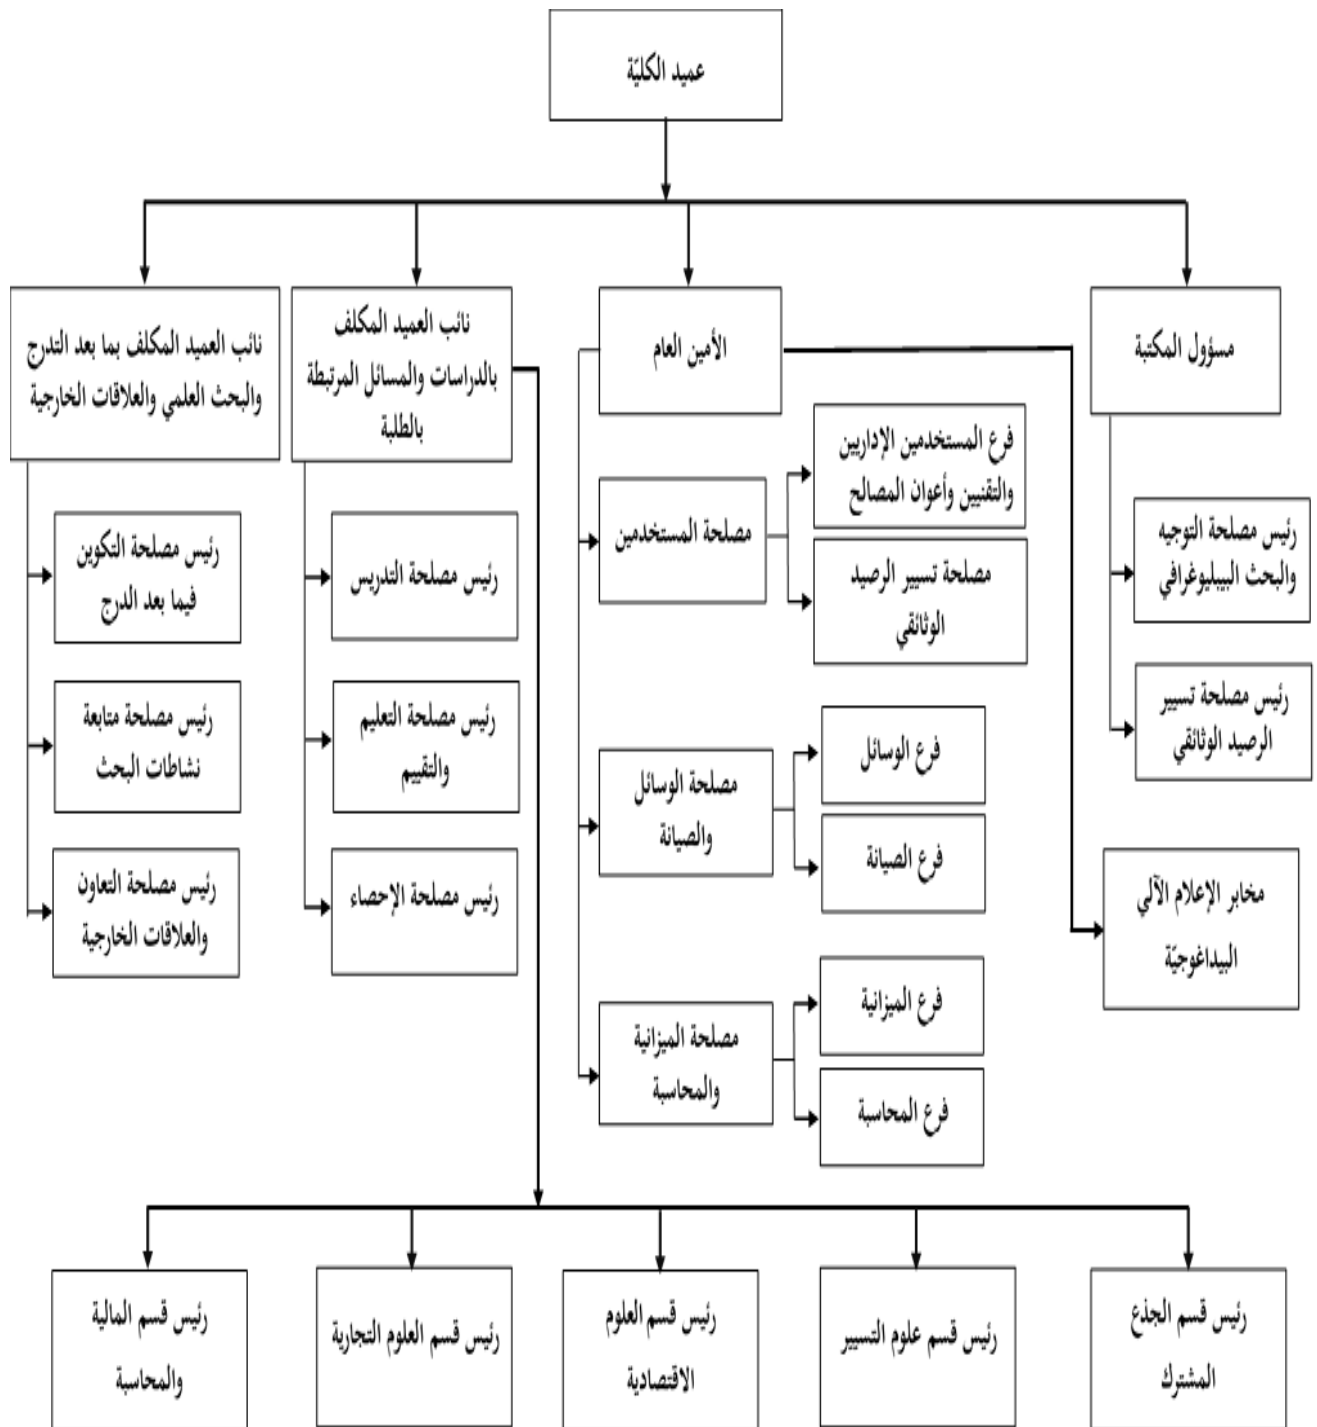 عميد الكليّة
مسؤول المكتبة
الأمين العام
نائب العميد المكلف
بالدراسات والمسائل المرتبطة
بالطلبة
نائب العميد المكلف بما بعد التدرج
والبحث العلمي والعلاقات الخارجية
رئيس مصلحة التوجيه
والبحث البيبليوغرافي
رئيس مصلحة تسيير
الرصيد الوثائقي
مخابر الإعلام الآلي
البيداغوجيّة
مصلحة المستخدمين
فرع المستخدمين الإداريين
والتقنيين وأعوان المصالح
مصلحة تسيير الرصيد
الوثائقي
مصلحة الوسائل
والصيانة
فرع الوسائل
فرع الصيانة
مصلحة الميزانية
والمحاسبة
فرع الميزانية
فرع المحاسبة
رئيس مصلحة التدريس
رئيس مصلحة التعليم
والتقييم
رئيس مصلحة الإحصاء
رئيس مصلحة التكوين
فيما بعد الدرج
رئيس مصلحة متابعة
نشاطات البحث
رئيس مصلحة التعاون
والعلاقات الخارجية
رئيس قسم الجذع
المشترك
رئيس قسم علوم التسيير
رئيس قسم العلوم
الاقتصادية
رئيس قسم العلوم التجارية
رئيس قسم المالية
والمحاسبة